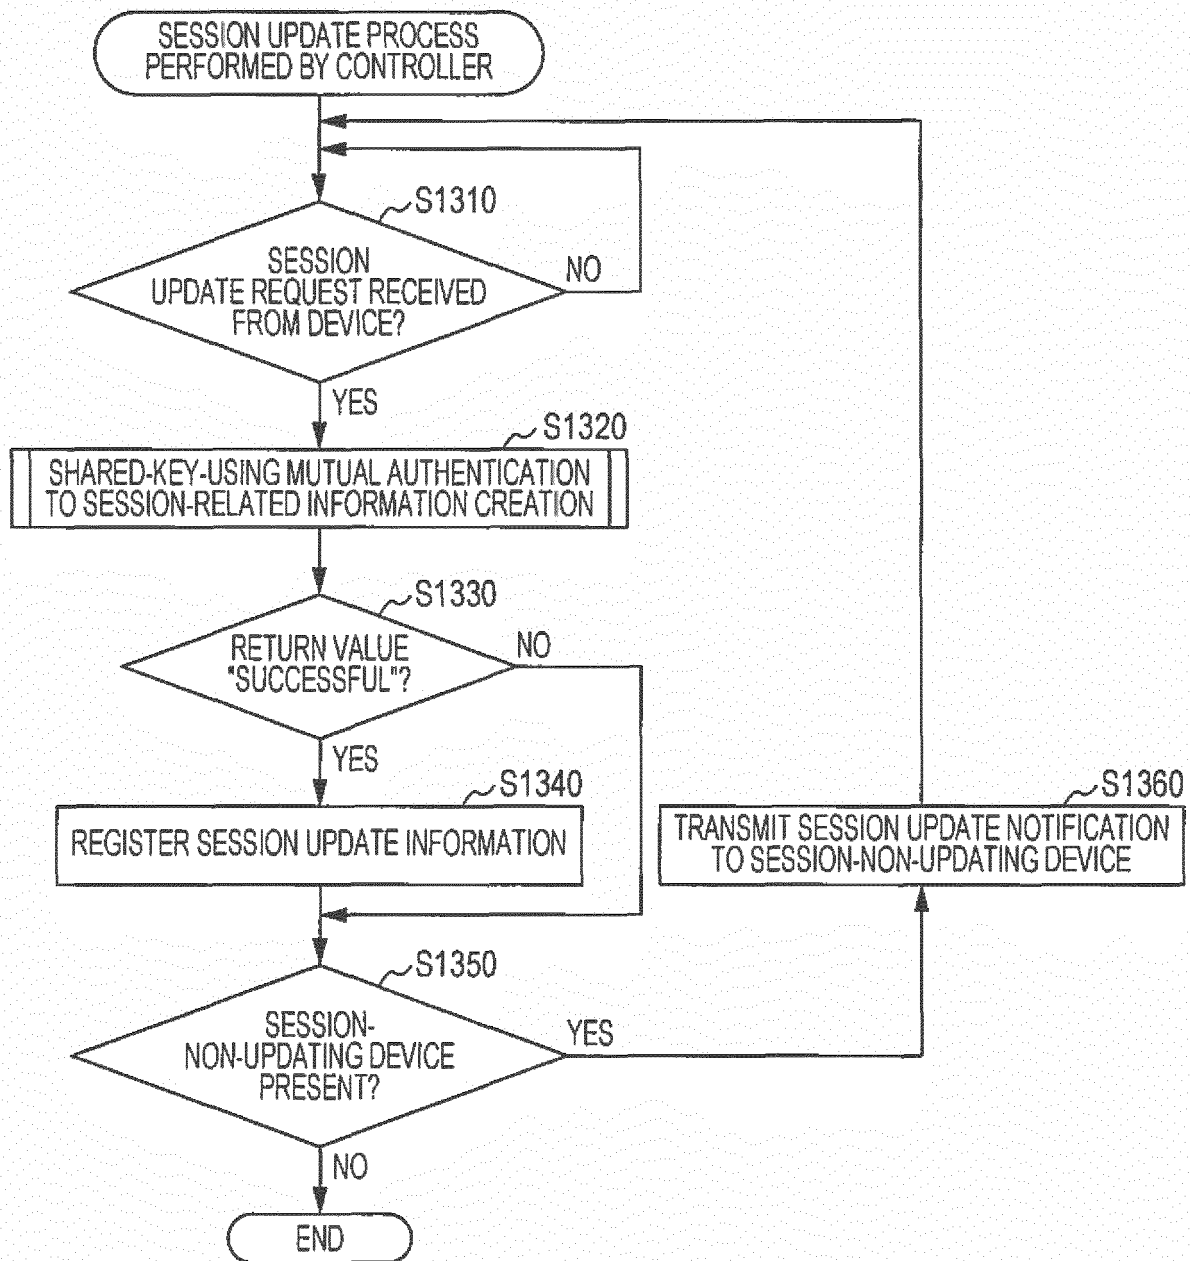 SESSION UPDATE PROCESS
PERFORMED BY CONTROLLER
S1310
SESSION
UPDATE REQUEST RECEIVED
FROM DEVICE?
NO
YES
S1320
SHARED-KEY-USING MUTUAL AUTHENTICATION
TO SESSION-RELATED INFORMATION CREATION
S1330
RETURN VALUE
"SUCCESSFUL"?
NO
YES
S1340
REGISTER SESSION UPDATE INFORMATION
S1360
TRANSMIT SESSION UPDATE NOTIFICATION
TO SESSION-NON-UPDATING DEVICE
S1350
SESSION-
NON-UPDATING DEVICE
PRESENT?
YES
NO
END